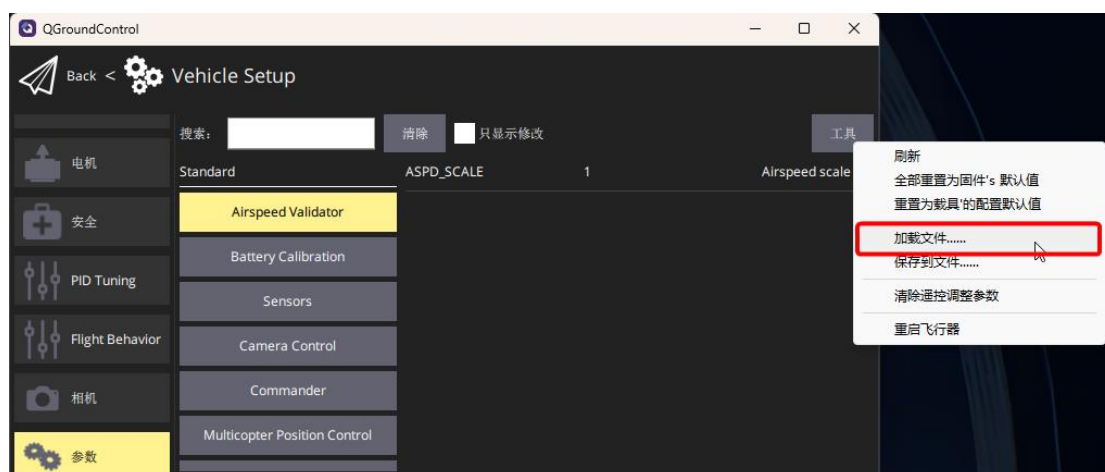 QGroundControl
Back < Vehicle Setup
搜索： 清除 只显示修改 工具
电机
安全
PID Tuning
Flight Behavior
相机
参数
Standard
Airspeed Validator
Battery Calibration
Sensors
Camera Control
Commander
Multicopter Position Control
ASPD_SCALE 1 Airspeed scale
刷新
全部重置为固件's 默认值
重置为载具'的配置默认值
加载文件......
保存到文件......
清除遥控调整参数
重启飞行器